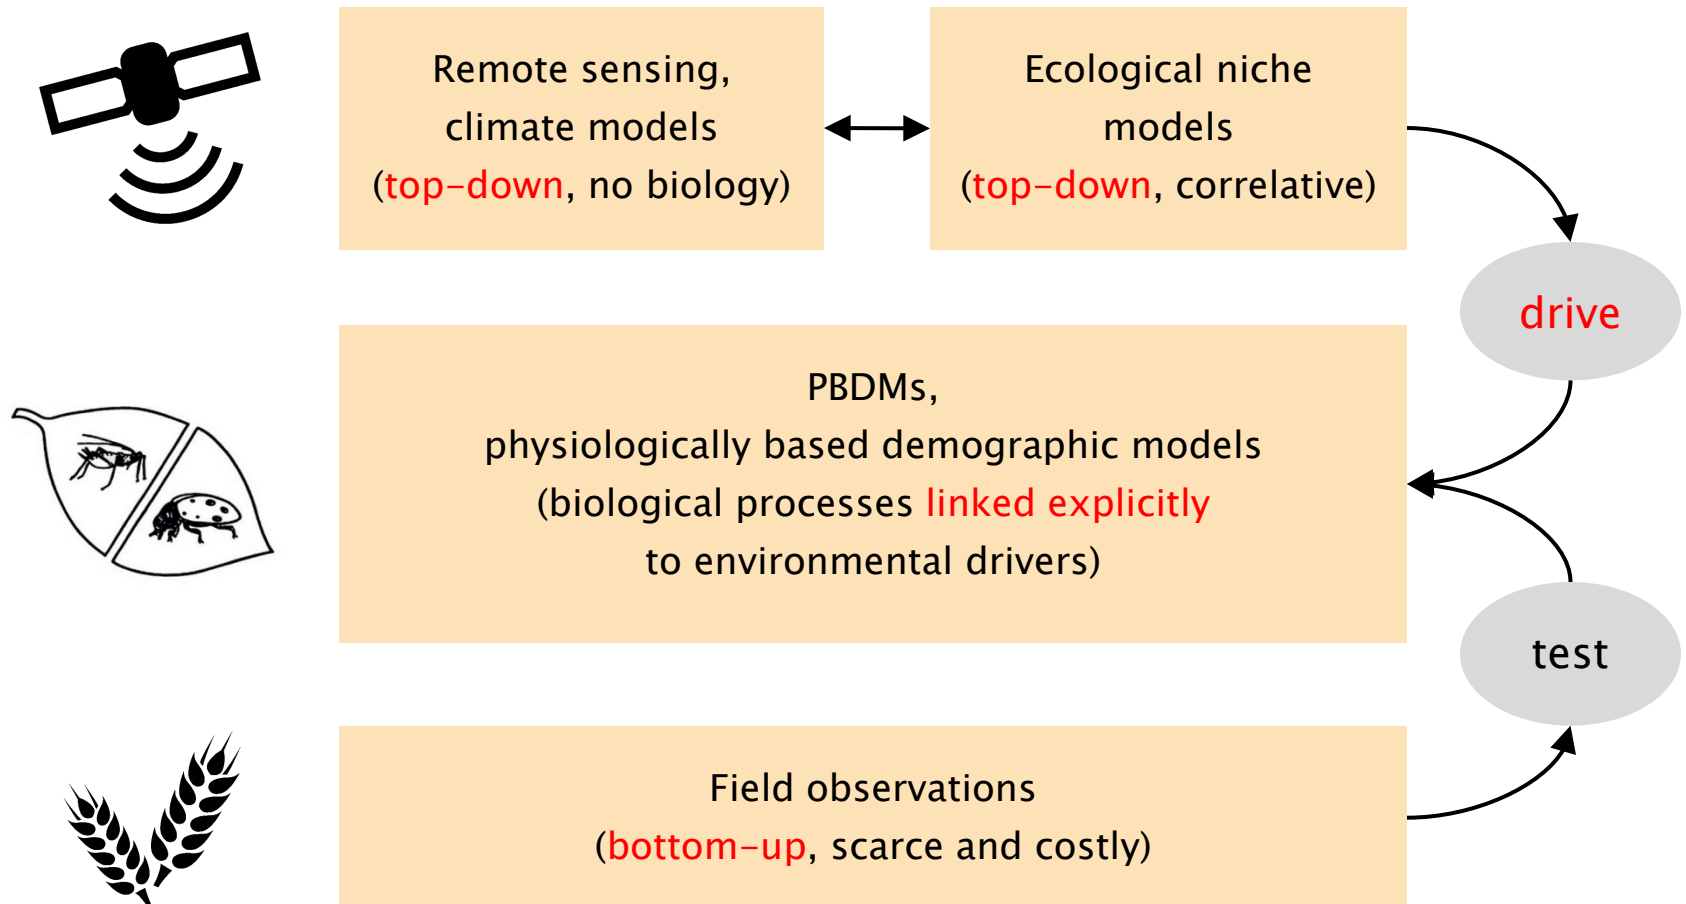 Remote sensing,
climate models
(top-down, no biology)
Ecological niche
models
(top-down, correlative)
drive
PBDMs,
physiologically based demographic models
(biological processes linked explicitly
to environmental drivers)
test
Field observations
(bottom-up, scarce and costly)